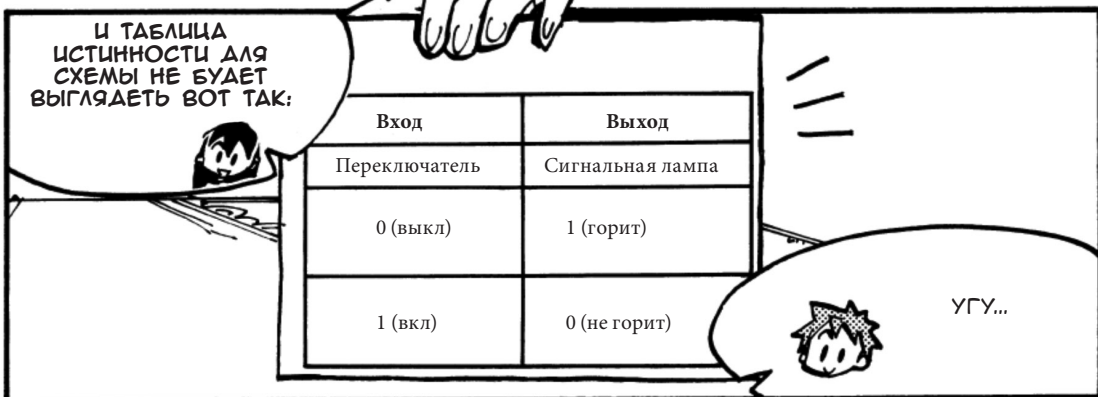 И ТАБЛИЦА
ИСТИННОСТИ ДЛЯ
СХЕМЫ НЕ БУДЕТ
ВЫГЛЯДЕТЬ ВОТ ТАК:
Вход Выход
Переключатель Сигнальная лампа
0 (выкл) 1 (горит)
1 (вкл) 0 (не горит)
УГУ...